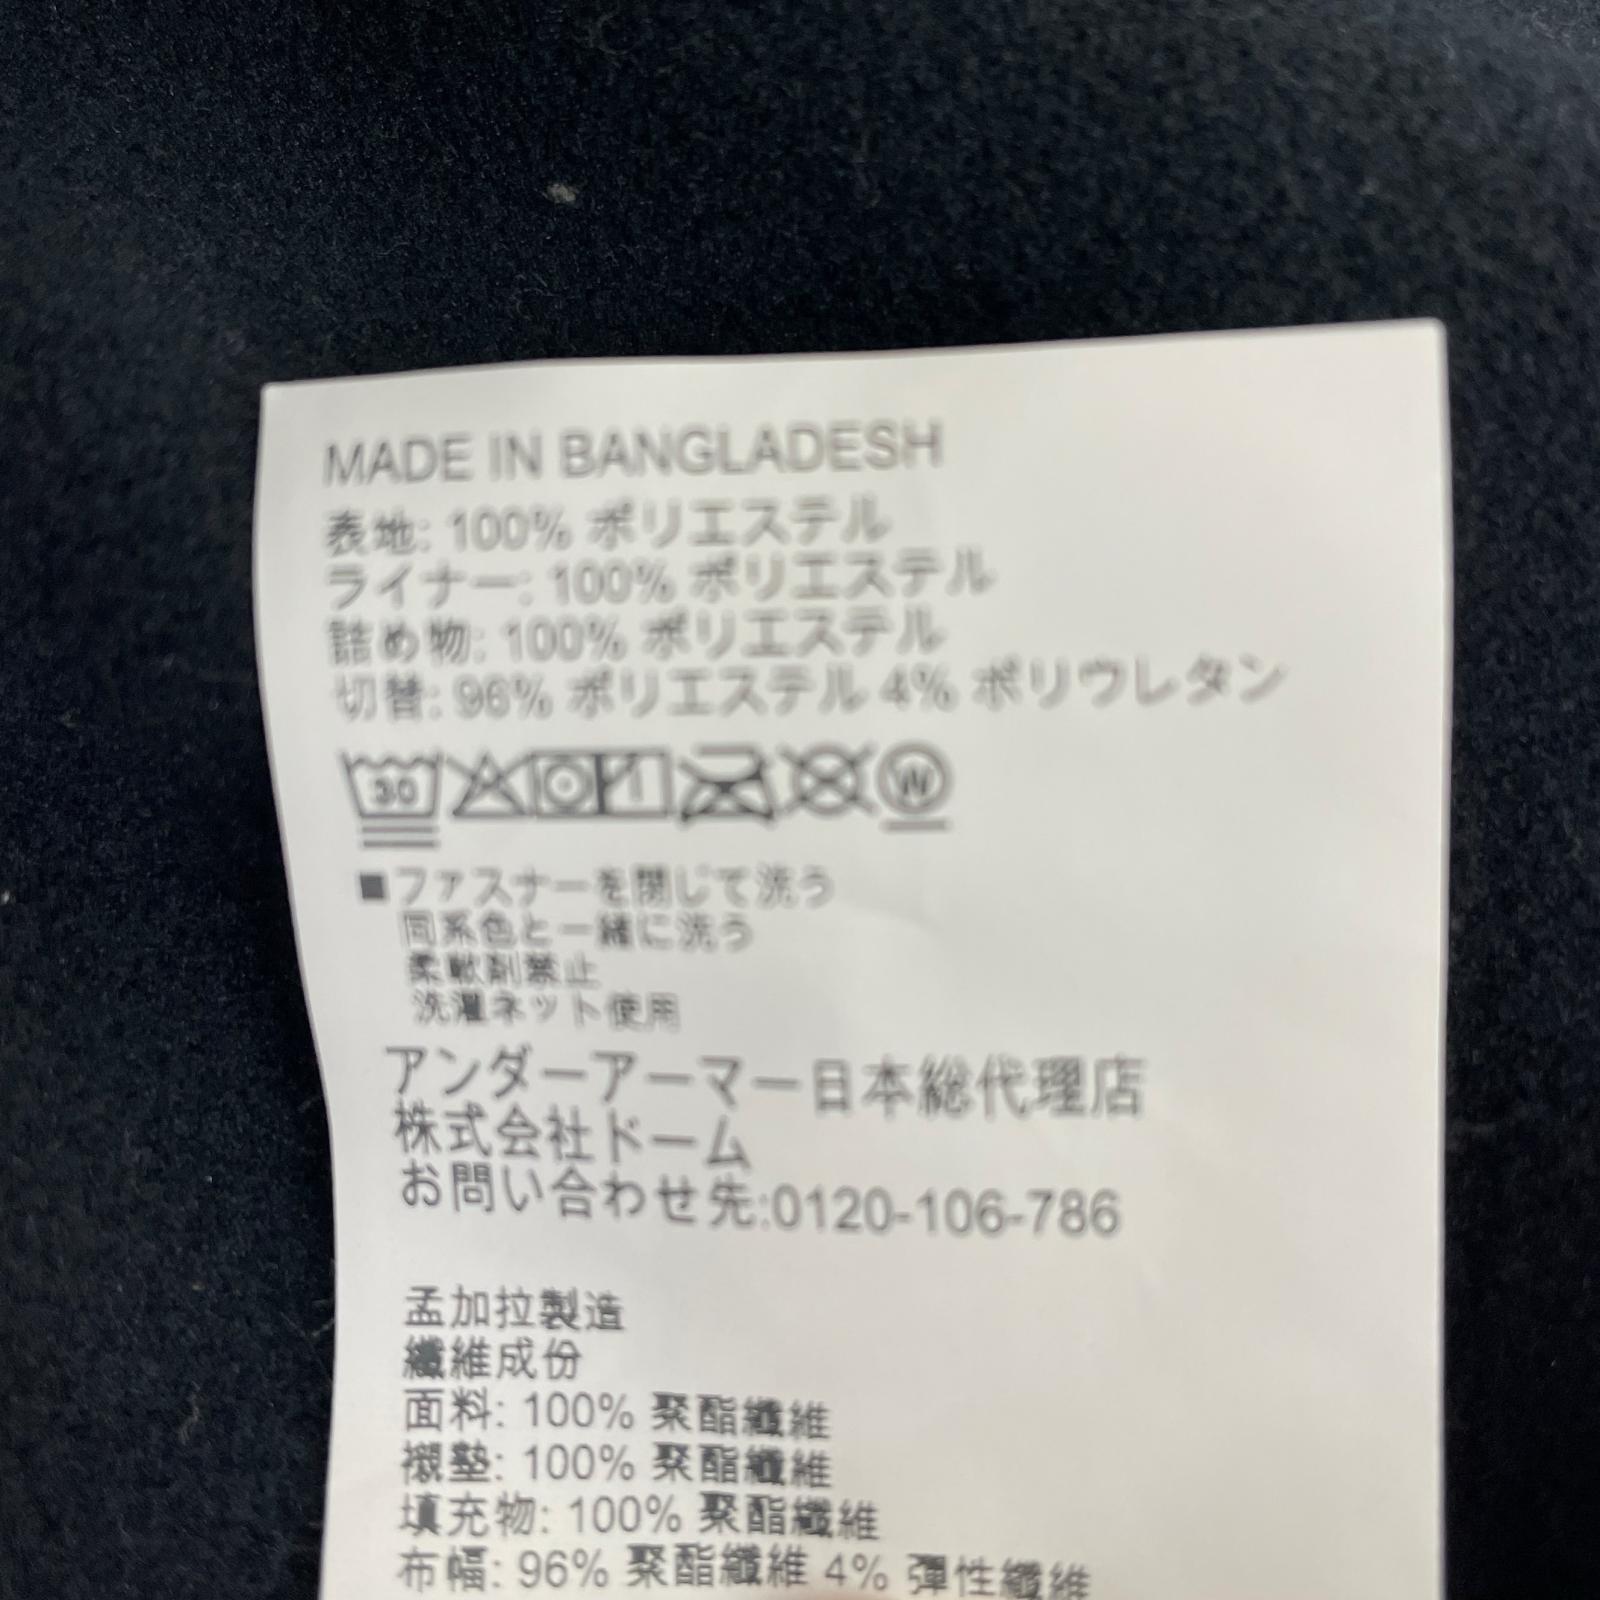 MADE IN BANGLADESH
表地: 100% ポリエステル
ライナー: 100% ポリエステル
詰め物: 100% ポリエステル
切替: 96% ポリエステル 4% ポリウレタン
30
W
■ファスナーを閉じて洗う
同系色と一緒に洗う
柔軟剤禁止
洗濯ネット使用
アンダーアーマー日本総代理店
株式会社ドーム
お問い合わせ先:0120-106-786
孟加拉製造
纖維成份
面料: 100% 聚酯纖維
襯墊: 100% 聚酯纖維
填充物: 100% 聚酯纖維
布幅: 96% 聚酯纖維 4% 彈性纖維